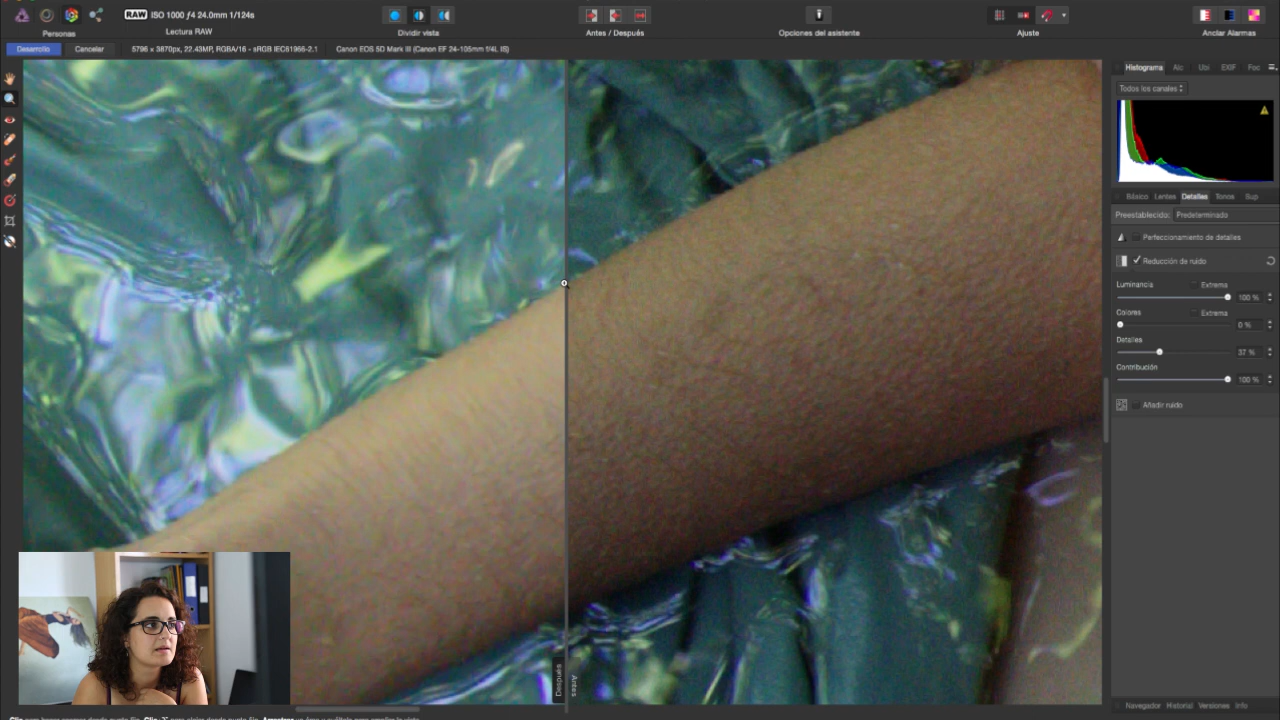 RAW ISO 1000 ƒ/4 24.0mm 1/124s
Lectura RAW
Personas
Dividir vista
Antes / Después
Opciones del asistente
Ajuste
Anclar Alarmas
Desarrollo Cancelar 5796 × 3870px, 22.43MP, RGBA/16 - sRGB IEC61966-2.1 Canon EOS 5D Mark III (Canon EF 24-105mm f/4L IS)
Histograma Alc Ubi EXIF Foc
Todos los canales
Básico Lentes Detalles Tonos Sup
Preestablecido: Predeterminado
Perfeccionamiento de detalles
Reducción de ruido
Luminancia Extrema
100 %
Colores Extrema
0 %
Detalles
37 %
Contribución
100 %
Añadir ruido
Después
Antes
Navegador Historial Versiones Info